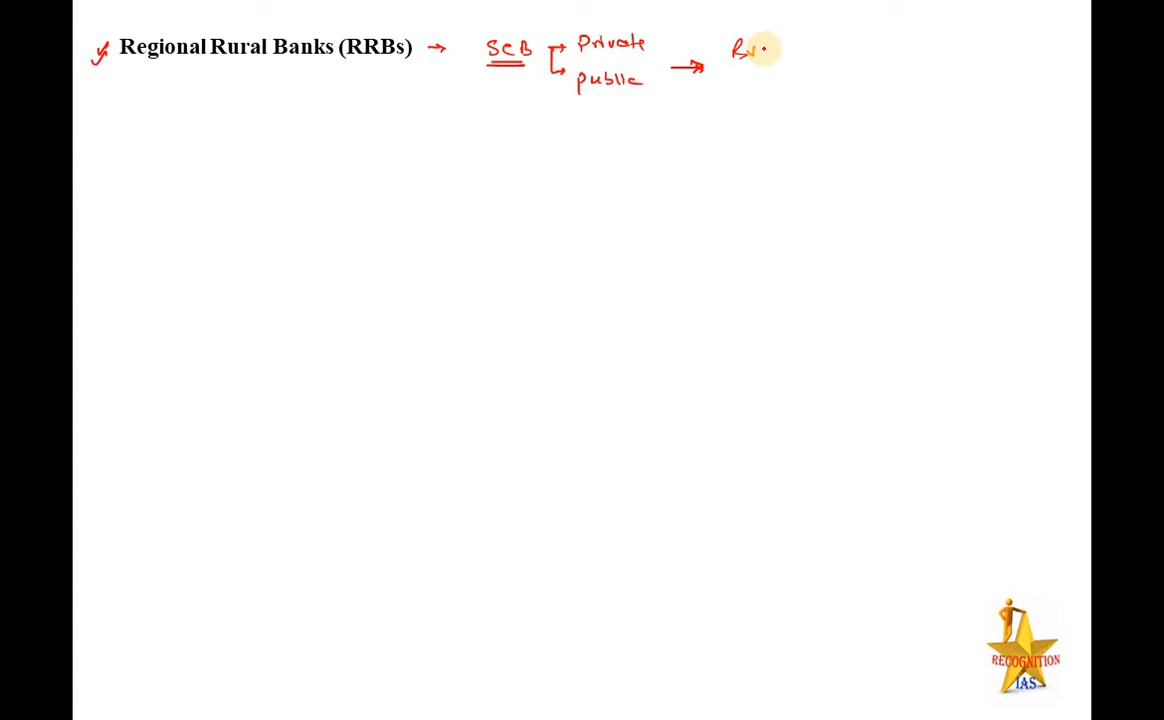 Regional Rural Banks (RRBs) → SCB → Private
→ public →
RECOGNITION
IAS